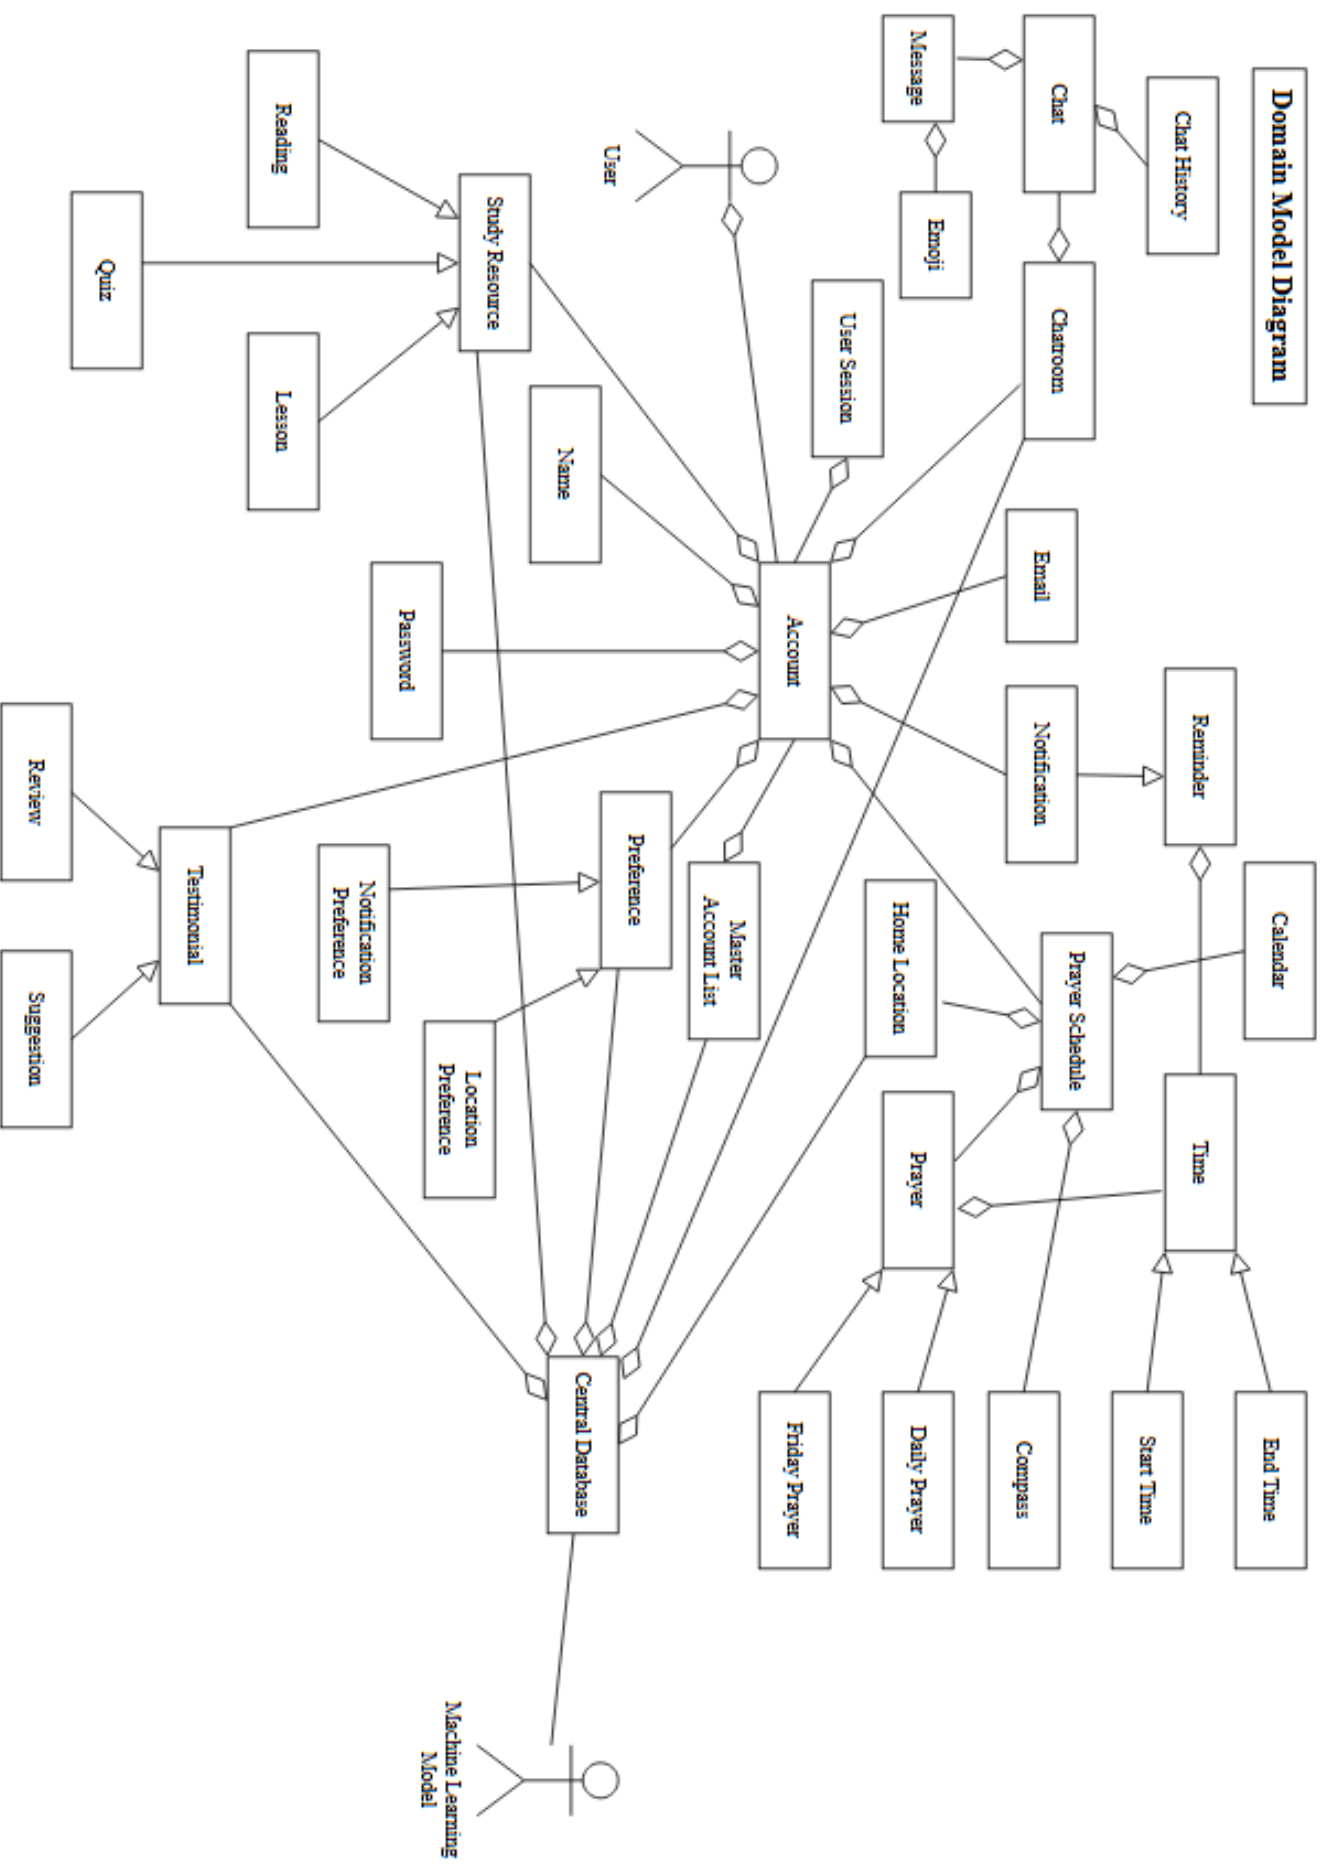 Domain Model Diagram
Chat History
Chat
Message
Emoji
Chatroom
User
User Session
Email
Reminder
Notification
Calendar
Account
Study Resource
Reading
Quiz
Lesson
Name
Password
Preference
Notification
Preference
Location
Preference
Master
Account List
Home Location
Prayer Schedule
Time
Prayer
End Time
Start Time
Compass
Daily Prayer
Friday Prayer
Testimonial
Review
Suggestion
Central Database
Machine Learning
Model